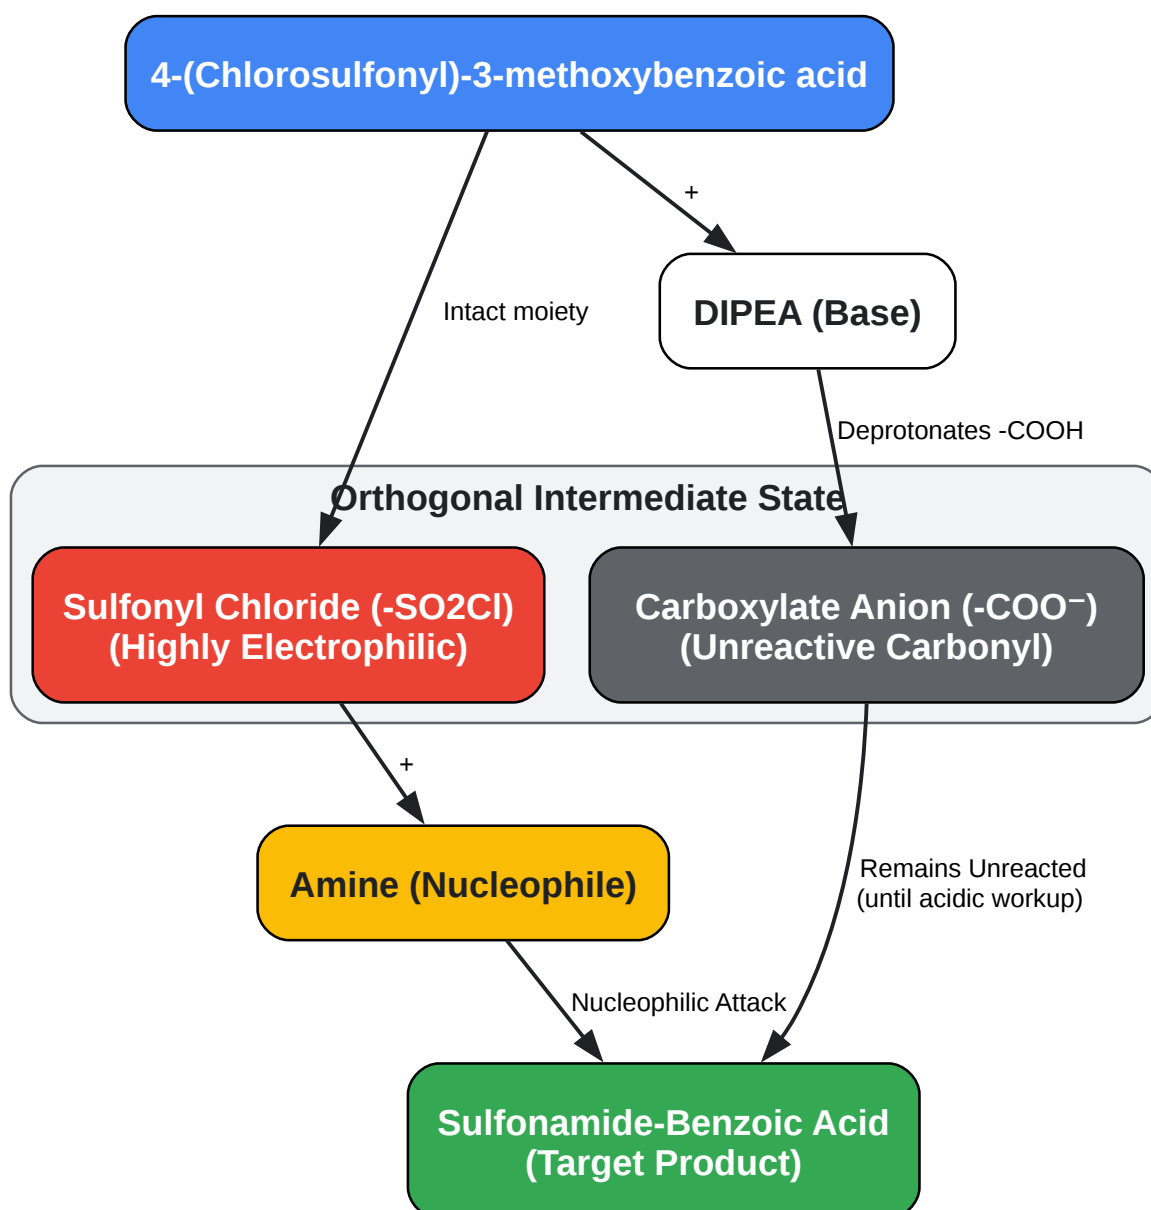 4-(Chlorosulfonyl)-3-methoxybenzoic acid
+
DIPEA (Base)
Intact moiety
Deprotonates -COOH
Orthogonal Intermediate State
Sulfonyl Chloride (-SO2Cl)
(Highly Electrophilic)
Carboxylate Anion (-COO⁻)
(Unreactive Carbonyl)
+
Amine (Nucleophile)
Remains Unreacted
(until acidic workup)
Nucleophilic Attack
Sulfonamide-Benzoic Acid
(Target Product)